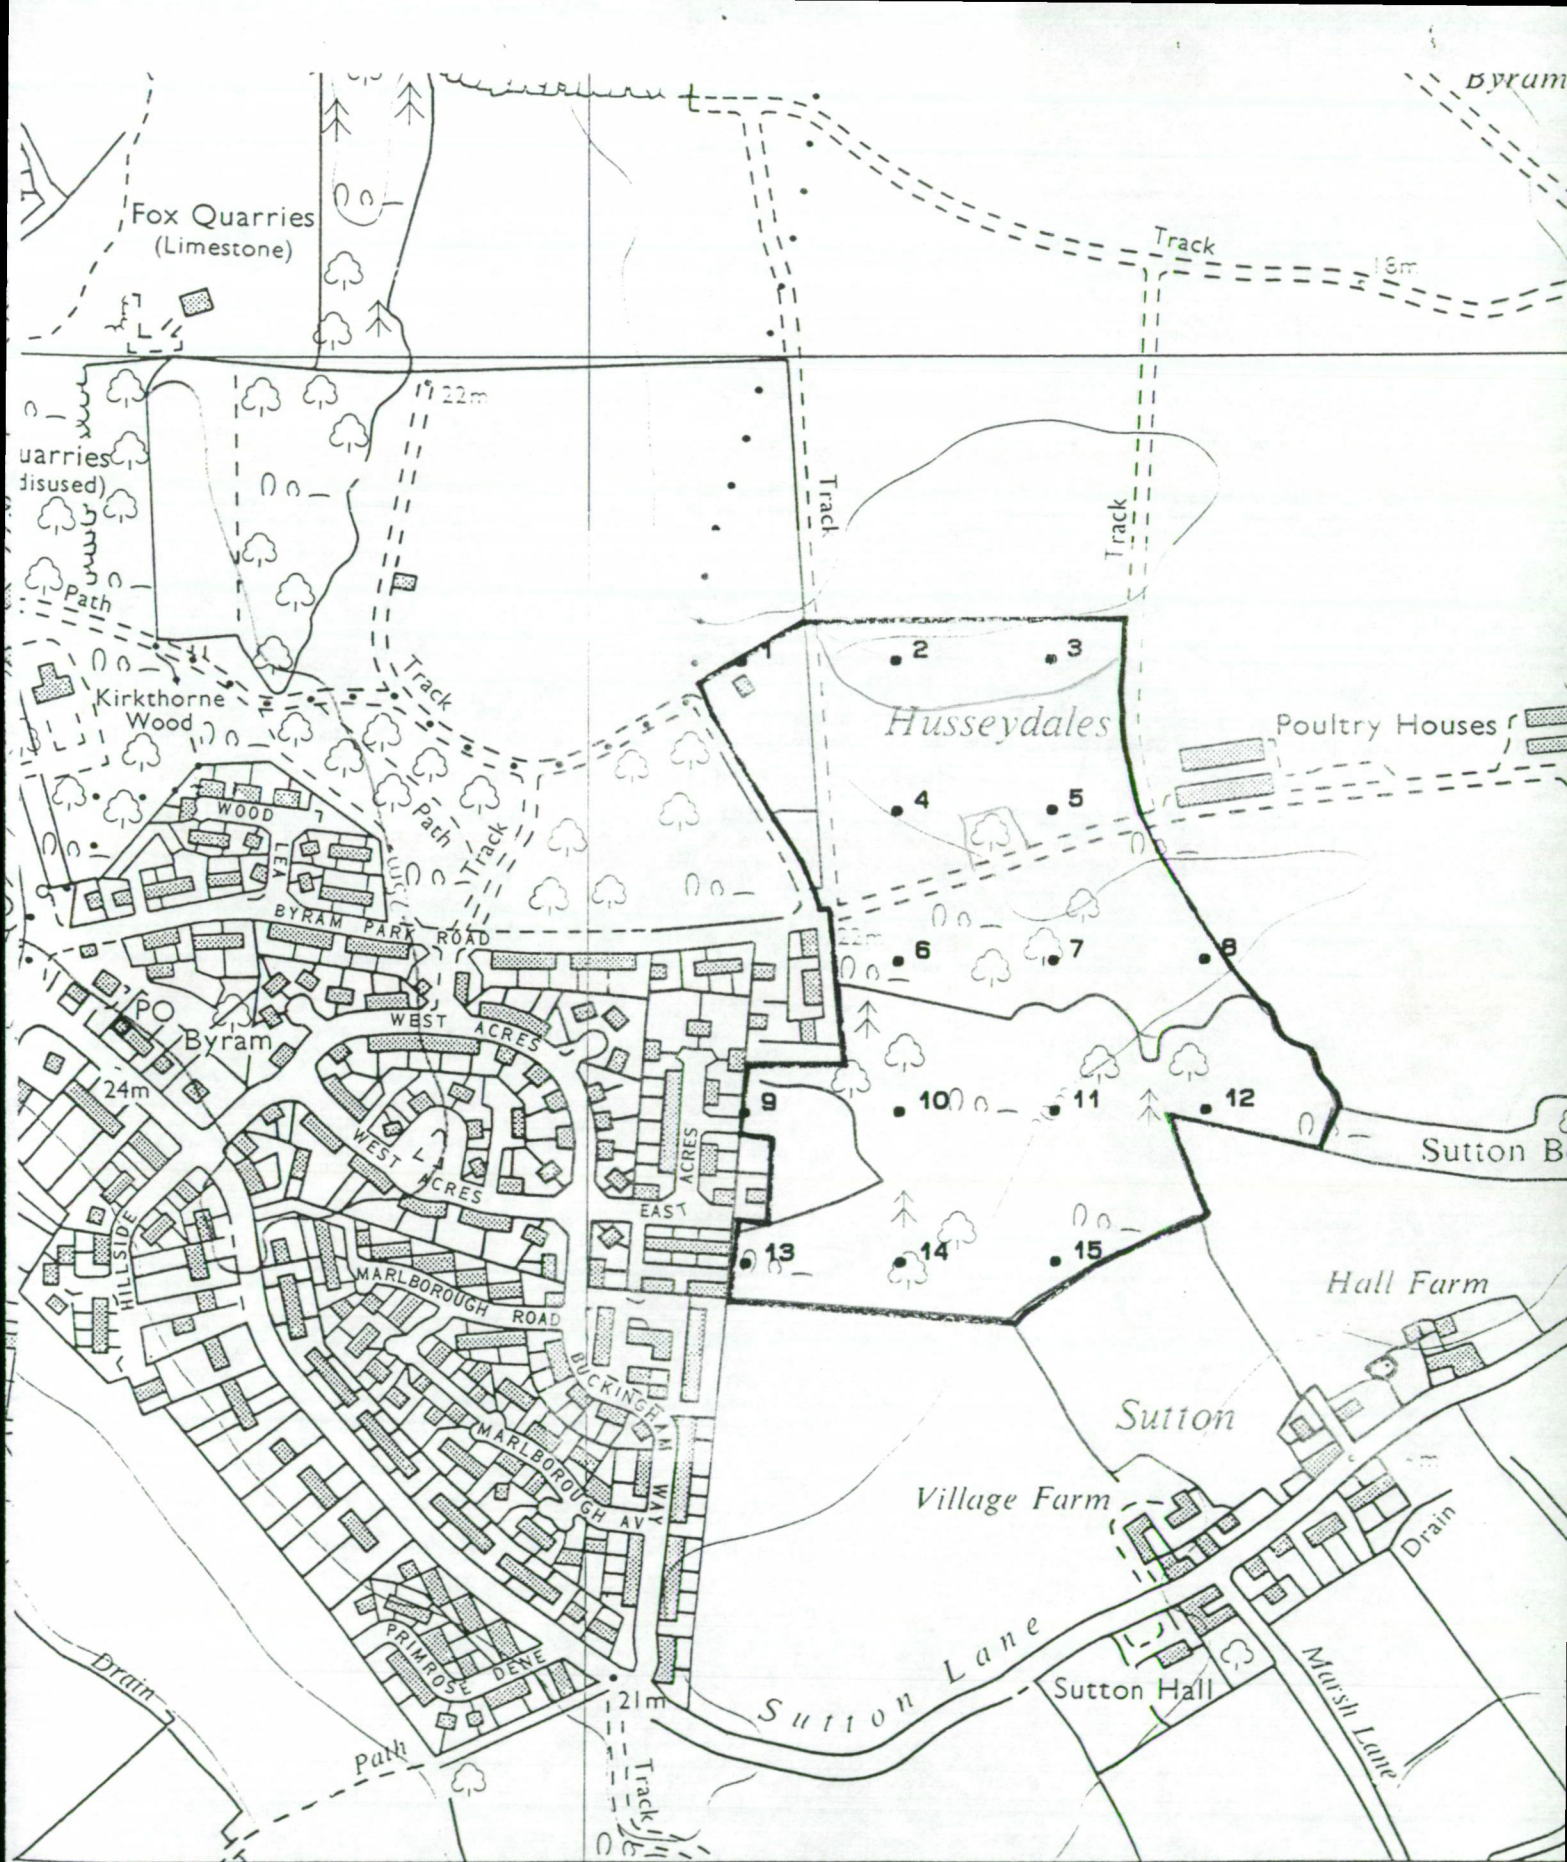 Byram
Fox Quarries
(Limestone)
Track
18m
22m
uarries
disused)
Track
Track
Path
1
2
3
Kirkthorne
Wood
Track
Husseydales
Poultry Houses
4
5
WOOD
LEA
Path
Track
BYRAM PARK ROAD
22m
6
7
8
PO
Byram
WEST ACRES
24m
9
10
11
12
WEST
ACRES
ACRES
EAST
Sutton B
HILLSIDE
13
14
15
MARLBOROUGH ROAD
Hall Farm
BUCKINGHAM
WAY
Sutton
MARLBOROUGH AV
Village Farm
Drain
PRIMROSE
DENE
Drain
21m
Sutton Lane
Sutton Hall
Marsh Lane
Path
Track